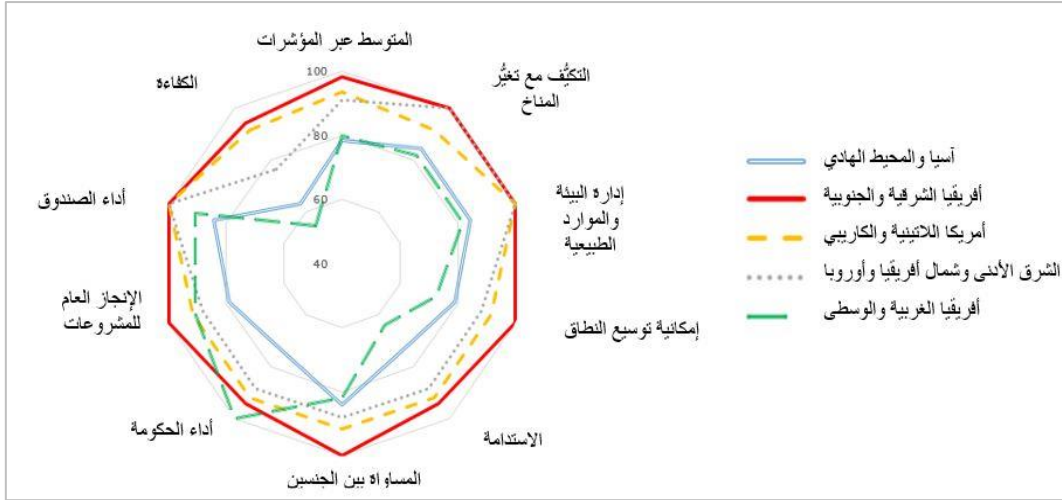 المتوسط عبر المؤشرات
التكيُّف مع تغيُّر
المناخ
إدارة البيئة
والموارد
الطبيعية
إمكانية توسيع النطاق
الاستدامة
المساواة بين الجنسين
أداء الحكومة
الإنجاز العام
للمشروعات
أداء الصندوق
الكفاءة
100
80
60
40
آسيا والمحيط الهادي
أفريقيا الشرقية والجنوبية
أمريكا اللاتينية والكاريبي
الشرق الأدنى وشمال أفريقيا وأوروبا
أفريقيا الغربية والوسطى